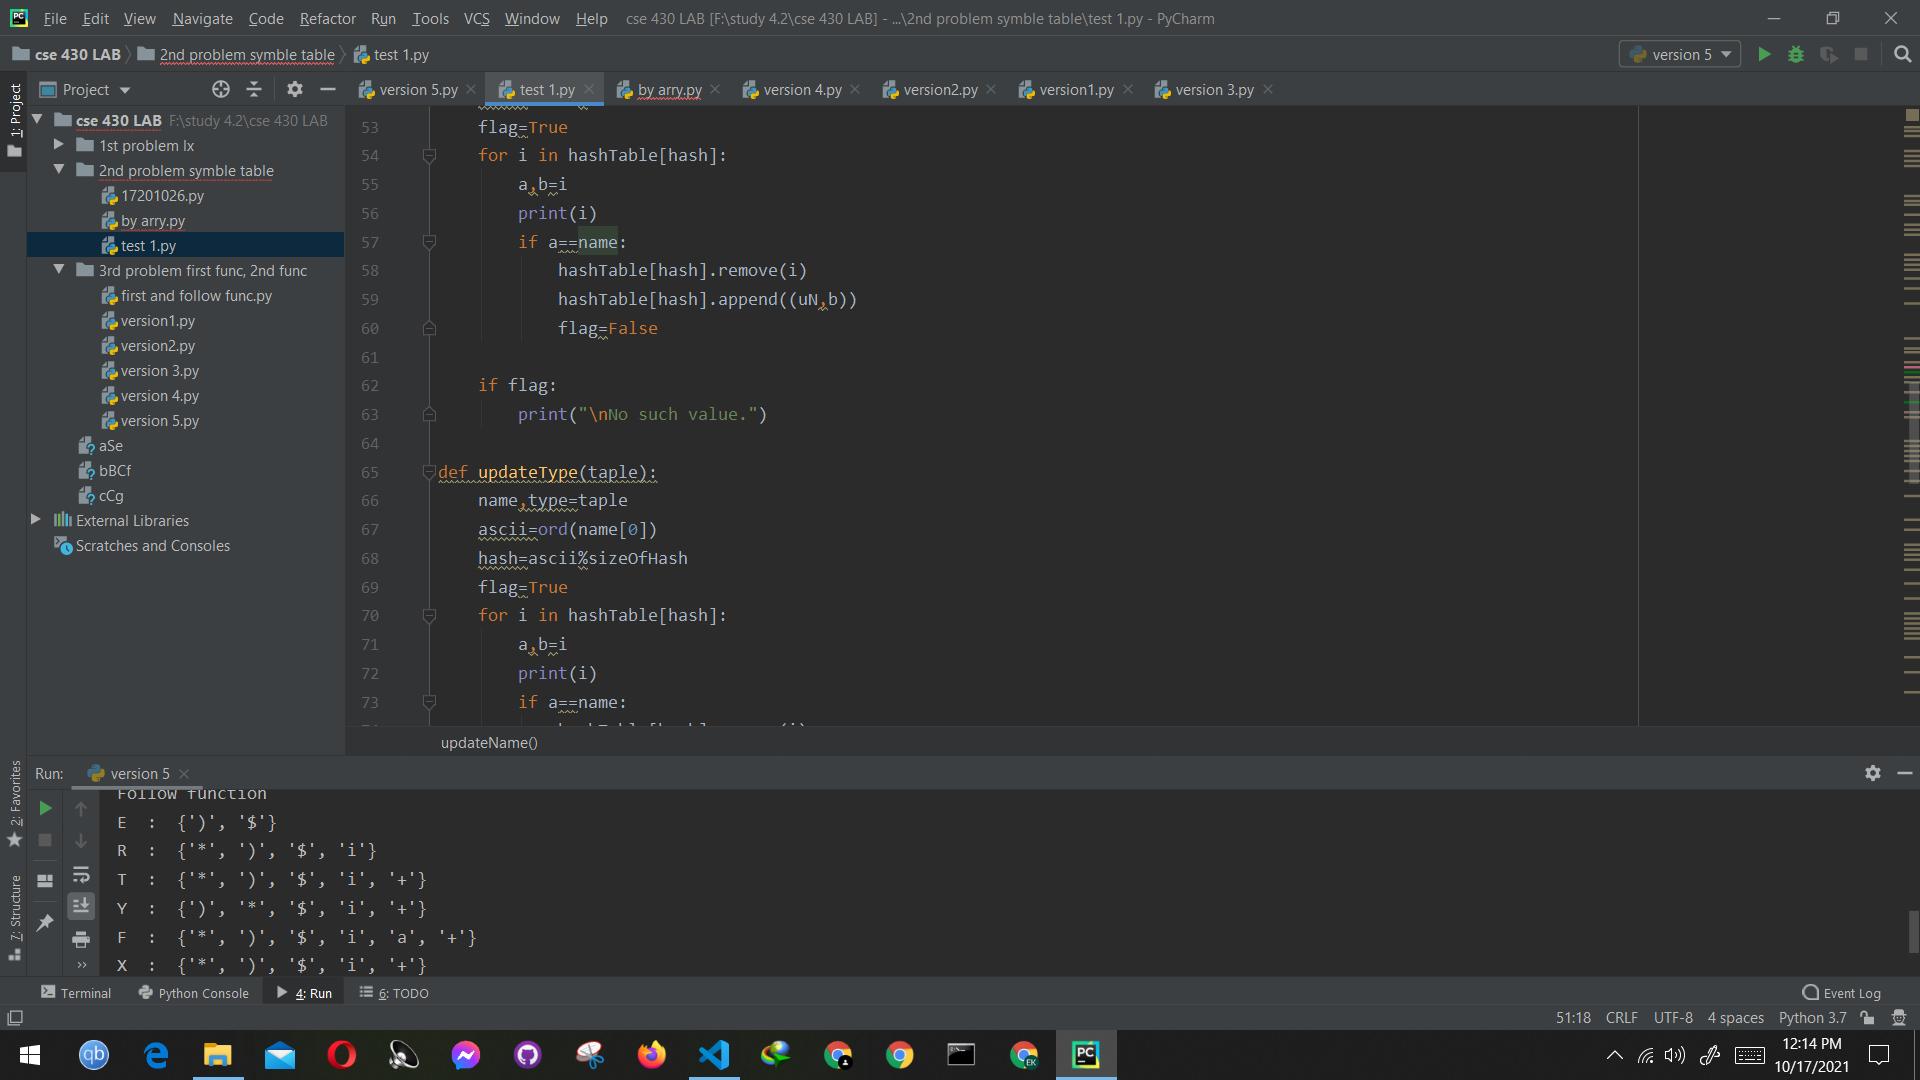 File Edit View Navigate Code Refactor Run Tools VCS Window Help cse 430 LAB [F:\study 4.2\cse 430 LAB] - ...\2nd problem symble table\test 1.py - PyCharm
cse 430 LAB 2nd problem symble table test 1.py version 5
Project version 5.py test 1.py by arry.py version 4.py version2.py version1.py version 3.py
1: Project
cse 430 LAB F:\study 4.2\cse 430 LAB
1st problem lx
2nd problem symble table
17201026.py
by arry.py
test 1.py
3rd problem first func, 2nd func
first and follow func.py
version1.py
version2.py
version 3.py
version 4.py
version 5.py
aSe
bBCf
cCg
External Libraries
Scratches and Consoles
53 flag=True
54 for i in hashTable[hash]:
55 a,b=i
56 print(i)
57 if a==name:
58 hashTable[hash].remove(i)
59 hashTable[hash].append((uN,b))
60 flag=False
61
62 if flag:
63 print("\nNo such value.")
64
65 def updateType(taple):
66 name,type=taple
67 ascii=ord(name[0])
68 hash=ascii%sizeOfHash
69 flag=True
70 for i in hashTable[hash]:
71 a,b=i
72 print(i)
73 if a==name:
updateName()
Run: version 5
2: Favorites
7: Structure
Follow function
E : {')', '$'}
R : {'*', ')', '$', 'i'}
T : {'*', ')', '$', 'i', '+'}
Y : {')', '*', '$', 'i', '+'}
F : {'*', ')', '$', 'i', 'a', '+'}
X : {'*', ')', '$', 'i', '+'}
Terminal Python Console 4: Run 6: TODO Event Log
51:18 CRLF UTF-8 4 spaces Python 3.7
qb PC EK
12:14 PM
10/17/2021